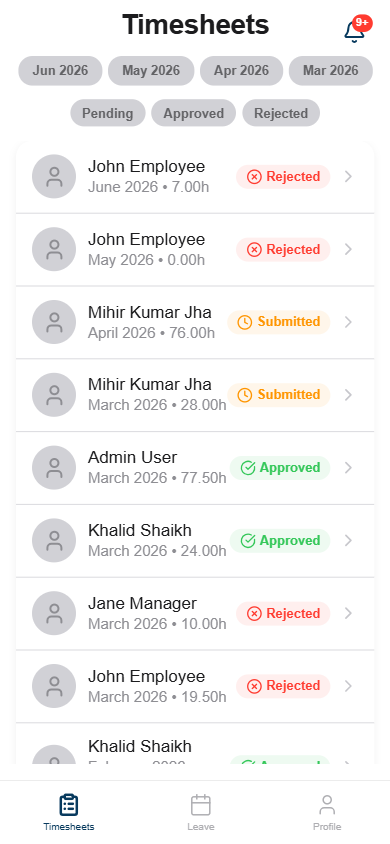 Timesheets
9+
Jun 2026 May 2026 Apr 2026 Mar 2026
Pending Approved Rejected
John Employee
June 2026 • 7.00h
Rejected
John Employee
May 2026 • 0.00h
Rejected
Mihir Kumar Jha
April 2026 • 76.00h
Submitted
Mihir Kumar Jha
March 2026 • 28.00h
Submitted
Admin User
March 2026 • 77.50h
Approved
Khalid Shaikh
March 2026 • 24.00h
Approved
Jane Manager
March 2026 • 10.00h
Rejected
John Employee
March 2026 • 19.50h
Rejected
Khalid Shaikh
Timesheets Leave Profile